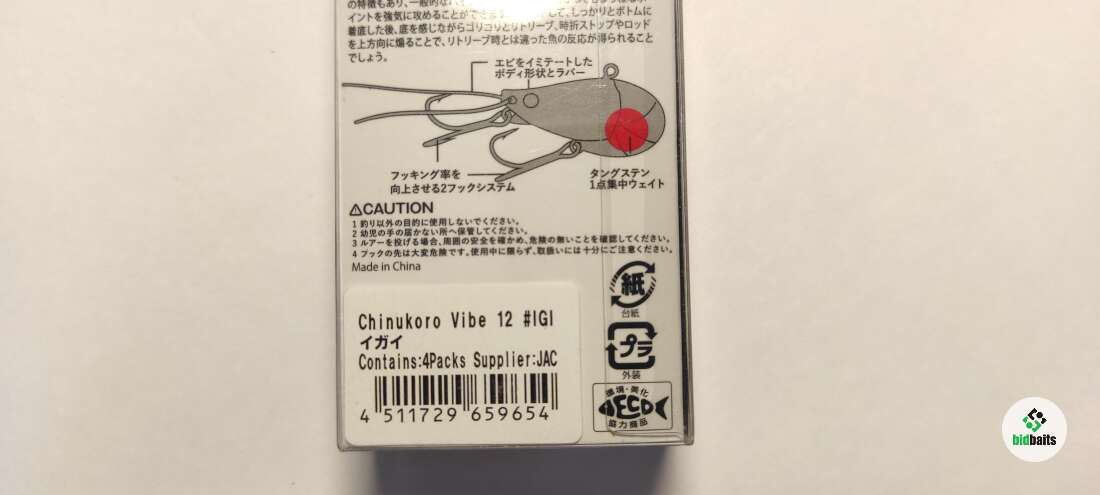 の特徴もあり、一般的な
イントを強気に攻めることができま
して、しっかりとボトムに
着底した後、底を感じながらゴリゴリとリトリーブ。時折ストップやロッド
を上方向に煽ることで、リトリーブ時とは違った魚の反応が得られること
でしょう。
エビをイミテートした
ボディ形状とラバー
フッキング率を
向上させる2フックシステム
タングステン
1点集中ウェイト
⚠CAUTION
1 釣り以外の目的に使用しないでください。
2 幼児の手の届かない所へ保管してください。
3 ルアーを投げる場合、周囲の安全を確かめ、危険の無いことを確認してください。
4 フックの先は大変危険です。使用中に限らず、取扱いには十分にご注意ください。
Made in China
紙
台紙
プラ
外装
環境・美化
ECO
協力商品
Chinukoro Vibe 12 #IGI
イガイ
Contains:4Packs Supplier:JAC
4 511729 659654
bidbaits